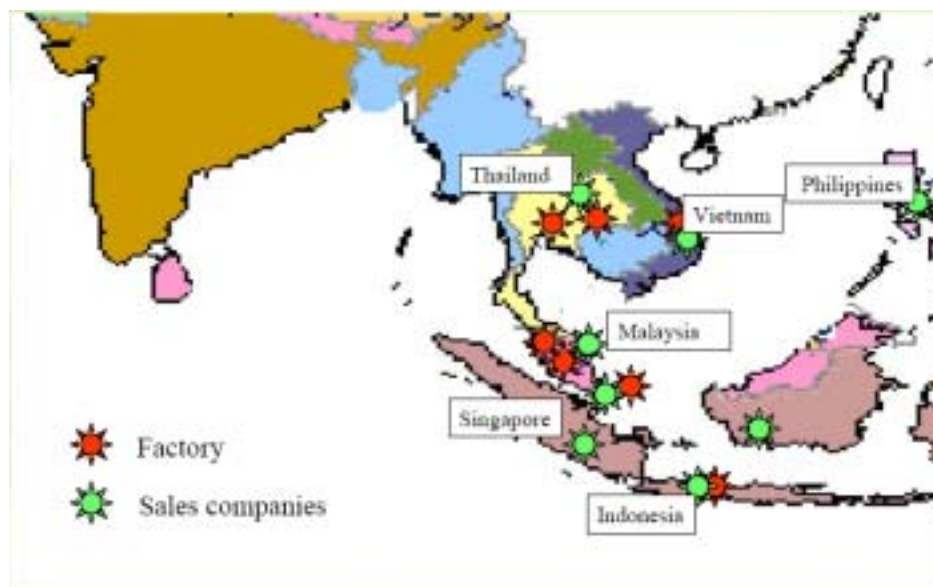 Thailand
Philippines
Vietnam
Malaysia
Singapore
Factory
Sales companies
Indonesia